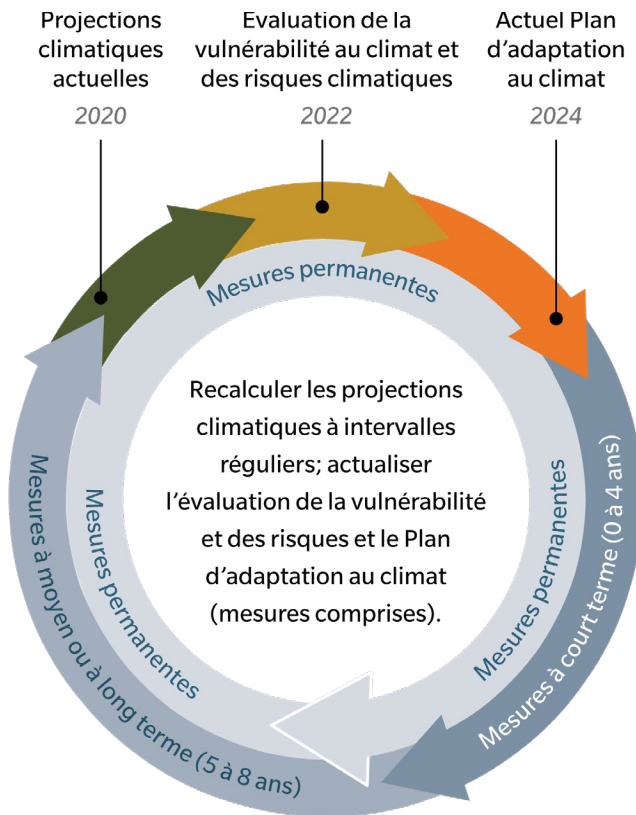 Projections
climatiques
actuelles
2020
Evaluation de la
vulnérabilité au climat et
des risques climatiques
2022
Actuel Plan
d’adaptation
au climat
2024
Mesures permanentes
Recalculer les projections
climatiques à intervalles
réguliers; actualiser
l’évaluation de la vulnérabilité
et des risques et le Plan
d’adaptation au climat
(mesures comprises).
Mesures permanentes
Mesures à court terme (0 à 4 ans)
Mesures permanentes
Mesures à moyen ou à long terme (5 à 8 ans)